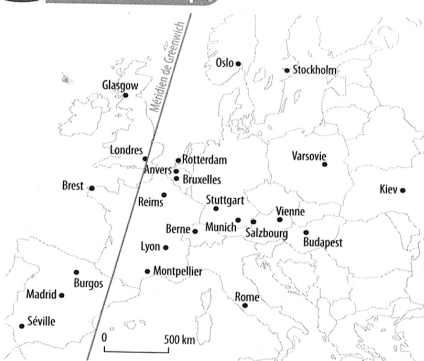 Oslo
Stockholm
Méridien de Greenwich
Glasgow
Londres
Rotterdam
Anvers
Bruxelles
Varsovie
Brest
Reims
Kiev
Stuttgart
Vienne
Munich
Salzbourg
Berne
Budapest
Lyon
Montpellier
Burgos
Madrid
Rome
Séville
0
500 km